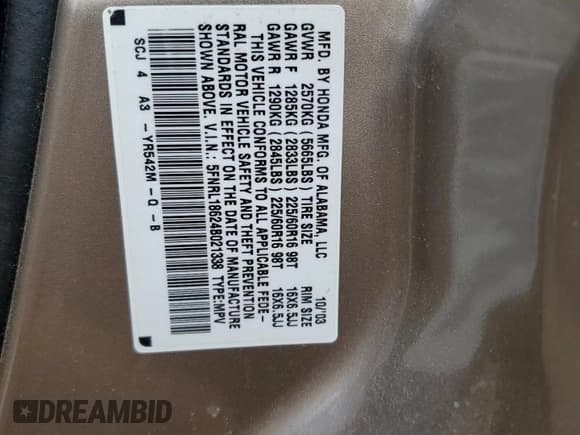 MFD. BY HONDA MFG. OF ALABAMA, LLC 10/'03
GVWR 2570KG (5665LBS) TIRE SIZE RIM SIZE
GAWR F 1285KG (2833LBS) 225/60R16 98T 16X6.5JJ
GAWR R 1290KG (2845LBS) 225/60R16 98T 16X6.5JJ
THIS VEHICLE CONFORMS TO ALL APPLICABLE FEDE-
RAL MOTOR VEHICLE SAFETY AND THEFT PREVENTION
STANDARDS IN EFFECT ON THE DATE OF MANUFACTURE
SHOWN ABOVE. V.I.N.: 5FNRL18624B021338 TYPE:MPV
SCJ 4 A3 -YR542M -Q -B
DREAMBID